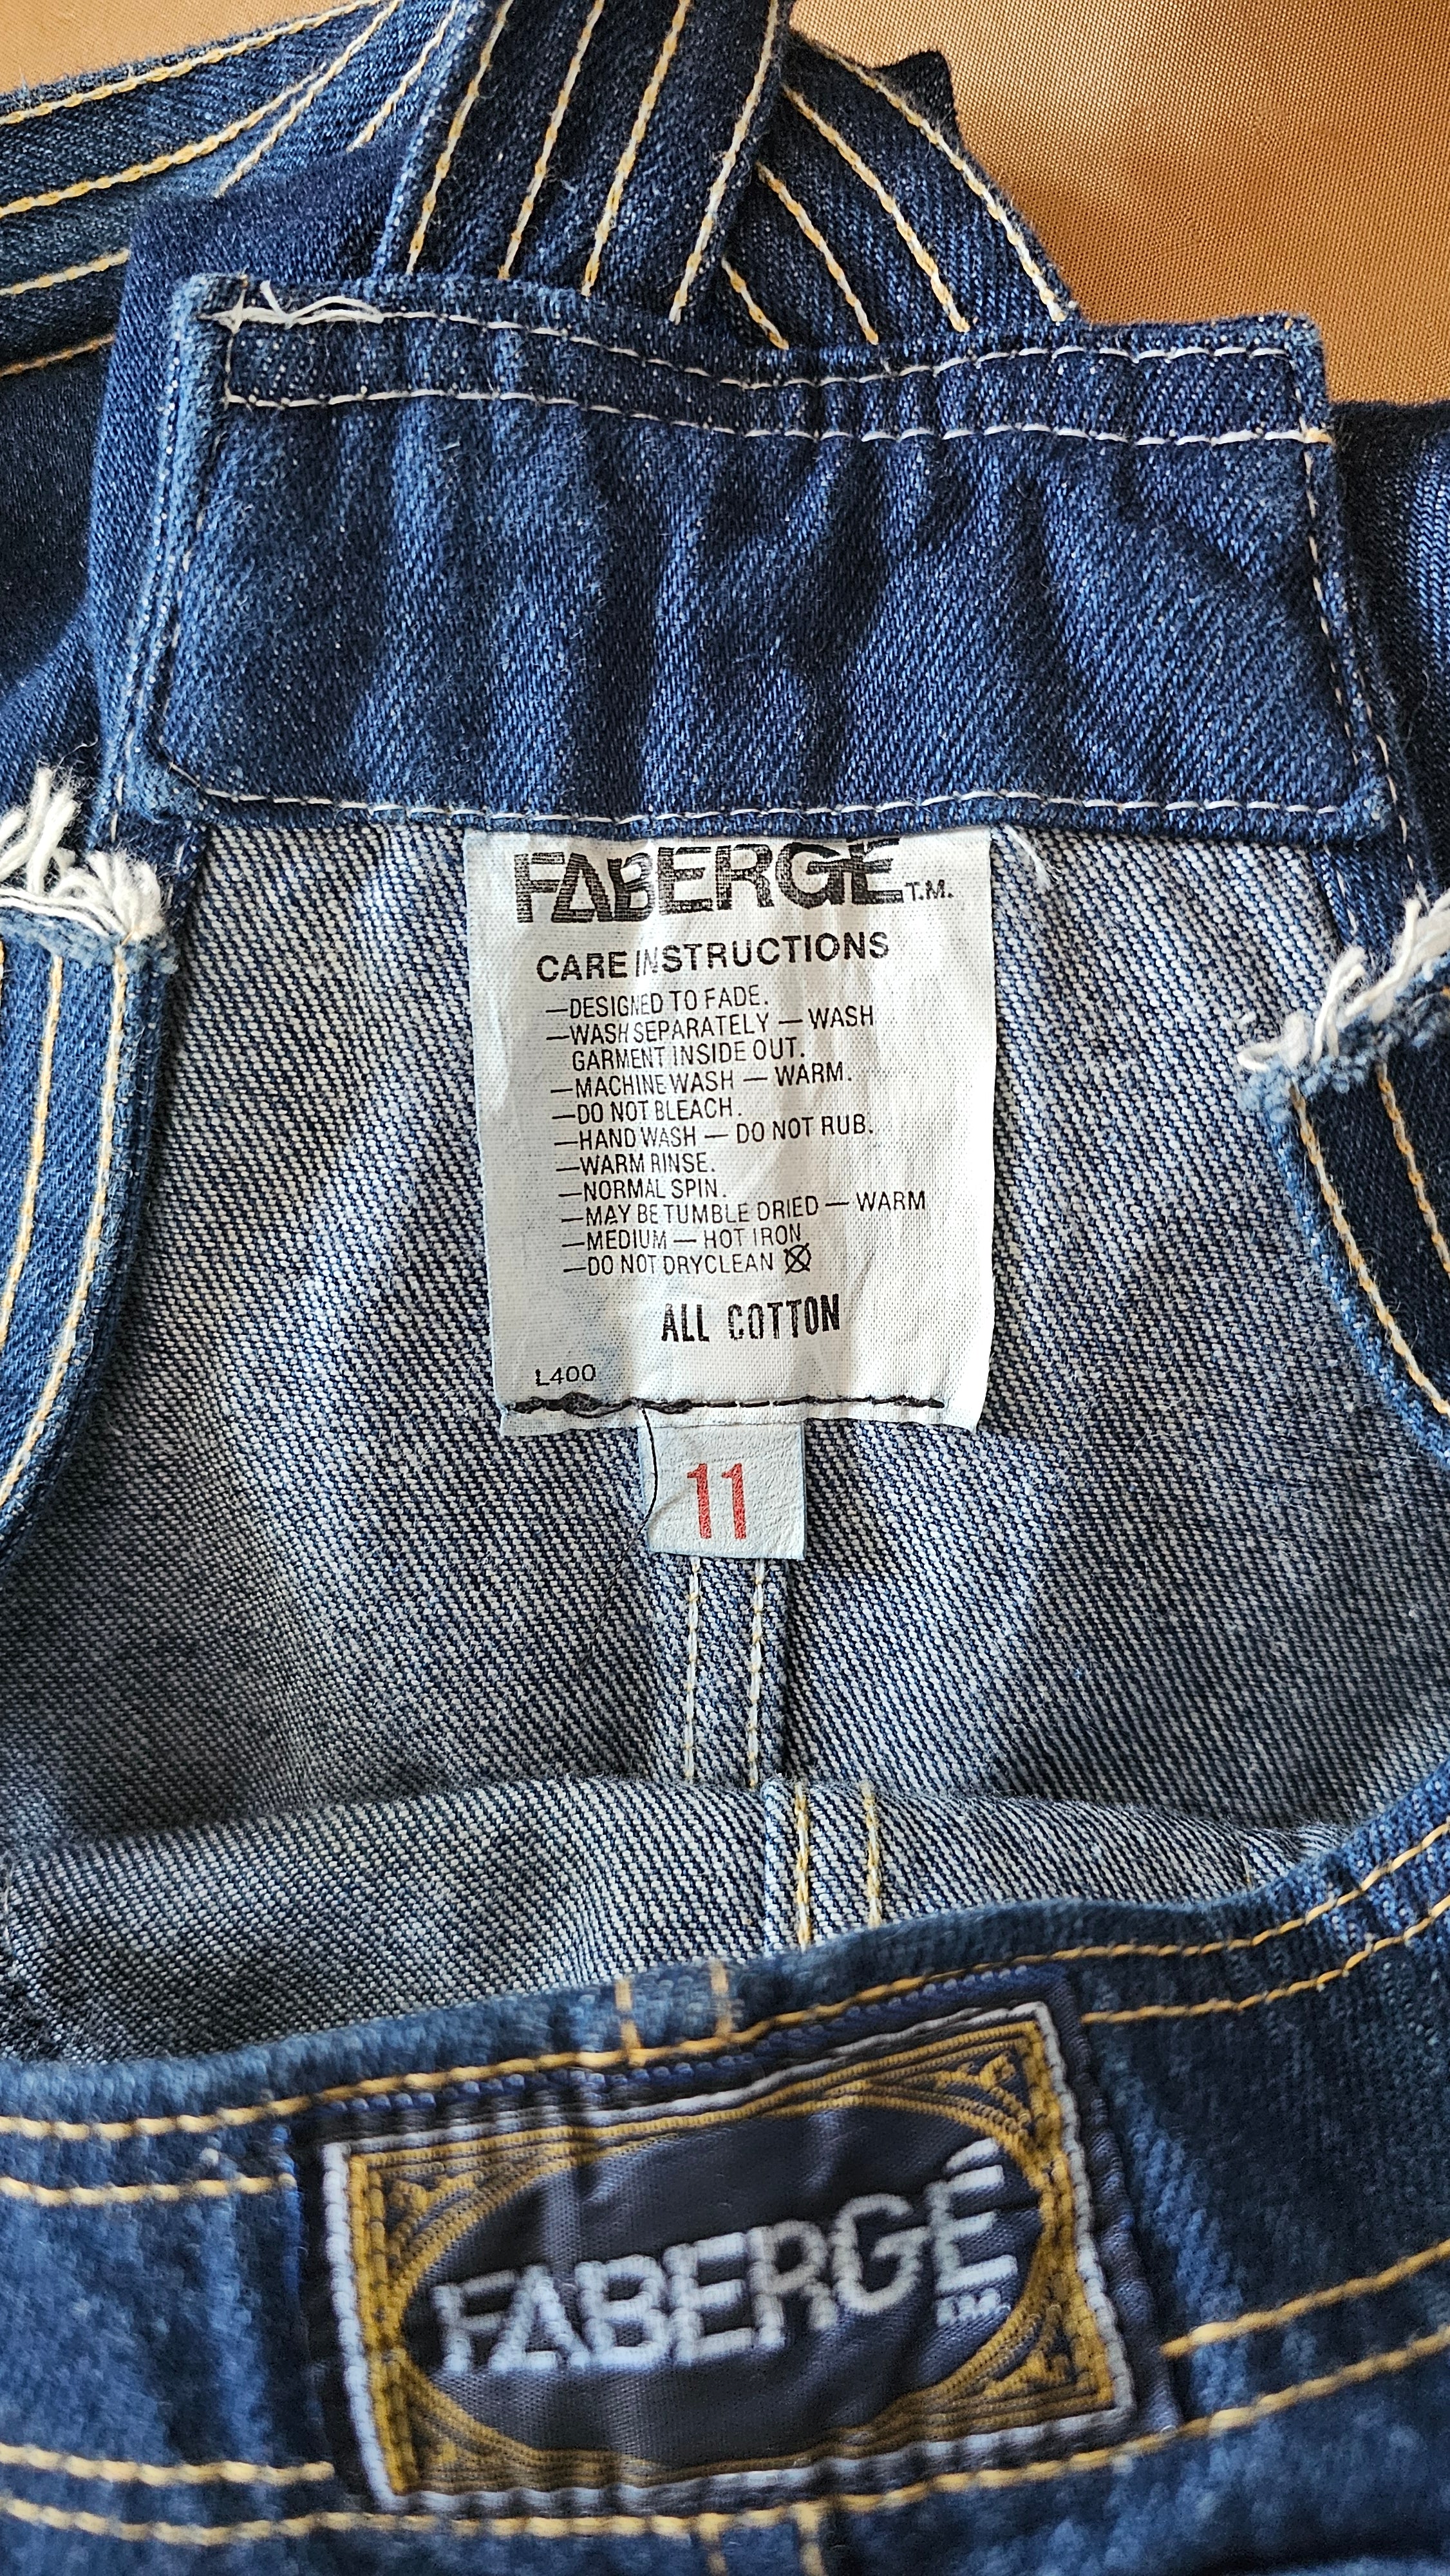 FABERGÉ T.M.
CARE INSTRUCTIONS
—DESIGNED TO FADE.
—WASH SEPARATELY — WASH
GARMENT INSIDE OUT.
—MACHINE WASH — WARM.
—DO NOT BLEACH.
—HAND WASH — DO NOT RUB.
—WARM RINSE.
—NORMAL SPIN.
—MAY BE TUMBLE DRIED — WARM
—MEDIUM — HOT IRON
—DO NOT DRYCLEAN
ALL COTTON
L400
11
FABERGÉ
T.M.